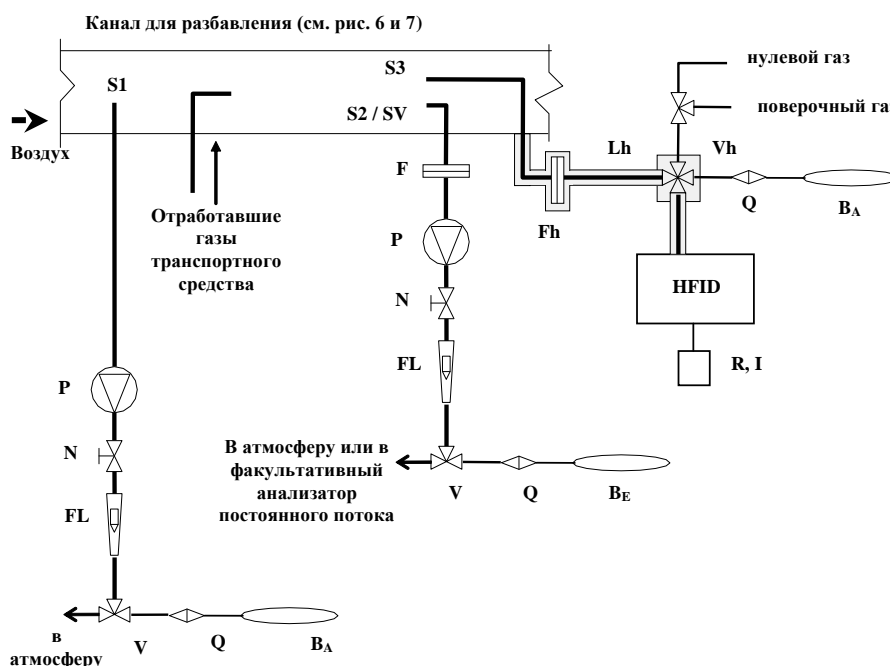 Канал для разбавления (см. рис. 6 и 7)
нулевой газ
S3
S1
поверочный газ
S2 / SV
Воздух
Lh
Vh
F
Q
BA
Отработавшие
газы
транспортного
средства
P
Fh
HFID
N
FL
R, I
P
В атмосферу или в
факультативный
анализатор
постоянного потока
N
V
Q
BE
FL
в
атмосферу
V
Q
BA